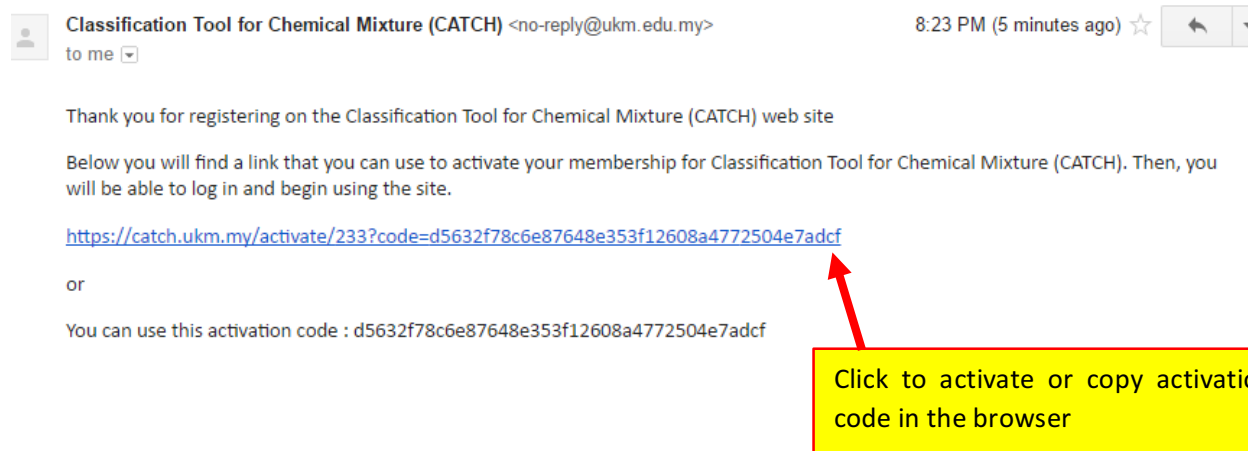 Classification Tool for Chemical Mixture (CATCH) <no-reply@ukm.edu.my> 8:23 PM (5 minutes ago)
to me
Thank you for registering on the Classification Tool for Chemical Mixture (CATCH) web site
Below you will find a link that you can use to activate your membership for Classification Tool for Chemical Mixture (CATCH). Then, you
will be able to log in and begin using the site.
https://catch.ukm.my/activate/233?code=d5632f78c6e87648e353f12608a4772504e7adcf
or
You can use this activation code : d5632f78c6e87648e353f12608a4772504e7adcf
Click to activate or copy activatio
code in the browser